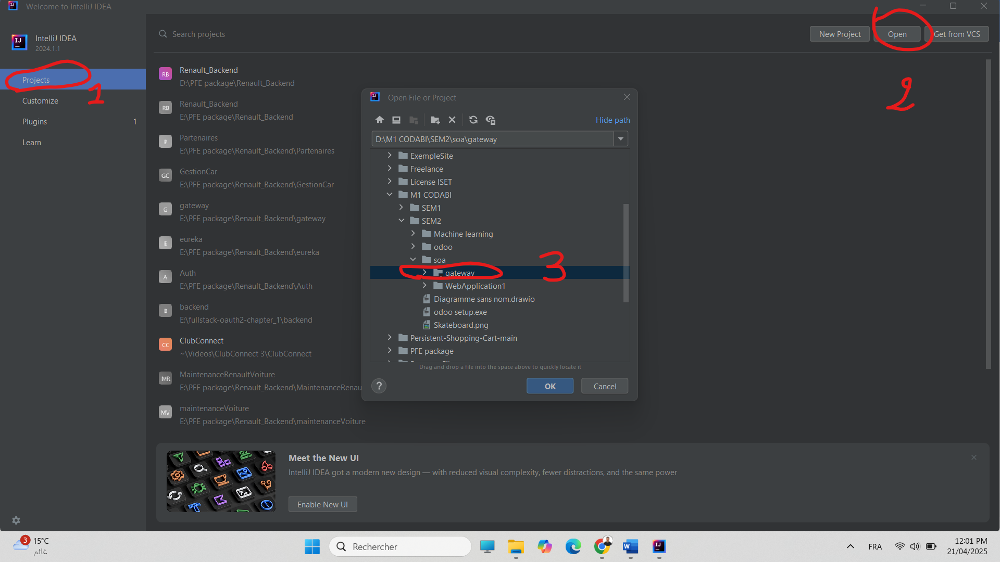 Welcome to IntelliJ IDEA
IntelliJ IDEA
2024.1.1
Projects
1
Customize
Plugins 1
Learn
Search projects
New Project
Open
Get from VCS
2
RB Renault_Backend
D:\PFE package\Renault_Backend
RB Renault_Backend
E:\PFE package\Renault_Backend
P Partenaires
E:\PFE package\Renault_Backend\Partenaires
GC GestionCar
E:\PFE package\Renault_Backend\GestionCar
G gateway
E:\PFE package\Renault_Backend\gateway
E eureka
E:\PFE package\Renault_Backend\eureka
A Auth
E:\PFE package\Renault_Backend\Auth
B backend
E:\fullstack-oauth2-chapter_1\backend
CC ClubConnect
~\Videos\ClubConnect 3\ClubConnect
MR MaintenanceRenaultVoiture
E:\PFE package\Renault_Backend\MaintenanceRenau
MV maintenanceVoiture
E:\PFE package\Renault_Backend\maintenanceVoiture
Open File or Project
Hide path
D:\M1 CODABI\SEM2\soa\gateway
ExempleSite
Freelance
License ISET
M1 CODABI
SEM1
SEM2
Machine learning
odoo
soa
gateway
3
WebApplication1
Diagramme sans nom.drawio
odoo setup.exe
Skateboard.png
Persistent-Shopping-Cart-main
PFE package
Drag and drop a file into the space above to quickly locate it
?
OK
Cancel
Meet the New UI
IntelliJ IDEA got a modern new design — with reduced visual complexity, fewer distractions, and the same power
Enable New UI
3
15°C
غائم
Rechercher
FRA
12:01 PM
21/04/2025